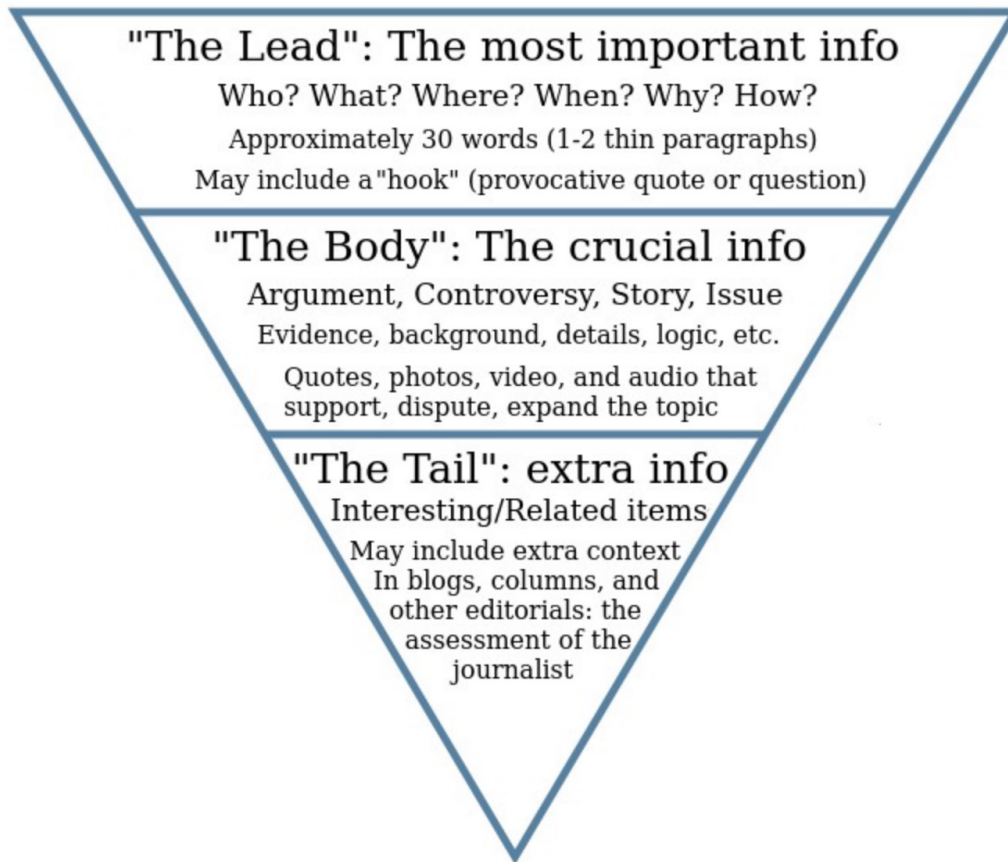 "The Lead": The most important info
Who? What? Where? When? Why? How?
Approximately 30 words (1-2 thin paragraphs)
May include a "hook" (provocative quote or question)
"The Body": The crucial info
Argument, Controversy, Story, Issue
Evidence, background, details, logic, etc.
Quotes, photos, video, and audio that
support, dispute, expand the topic
"The Tail": extra info
Interesting/Related items
May include extra context
In blogs, columns, and
other editorials: the
assessment of the
journalist